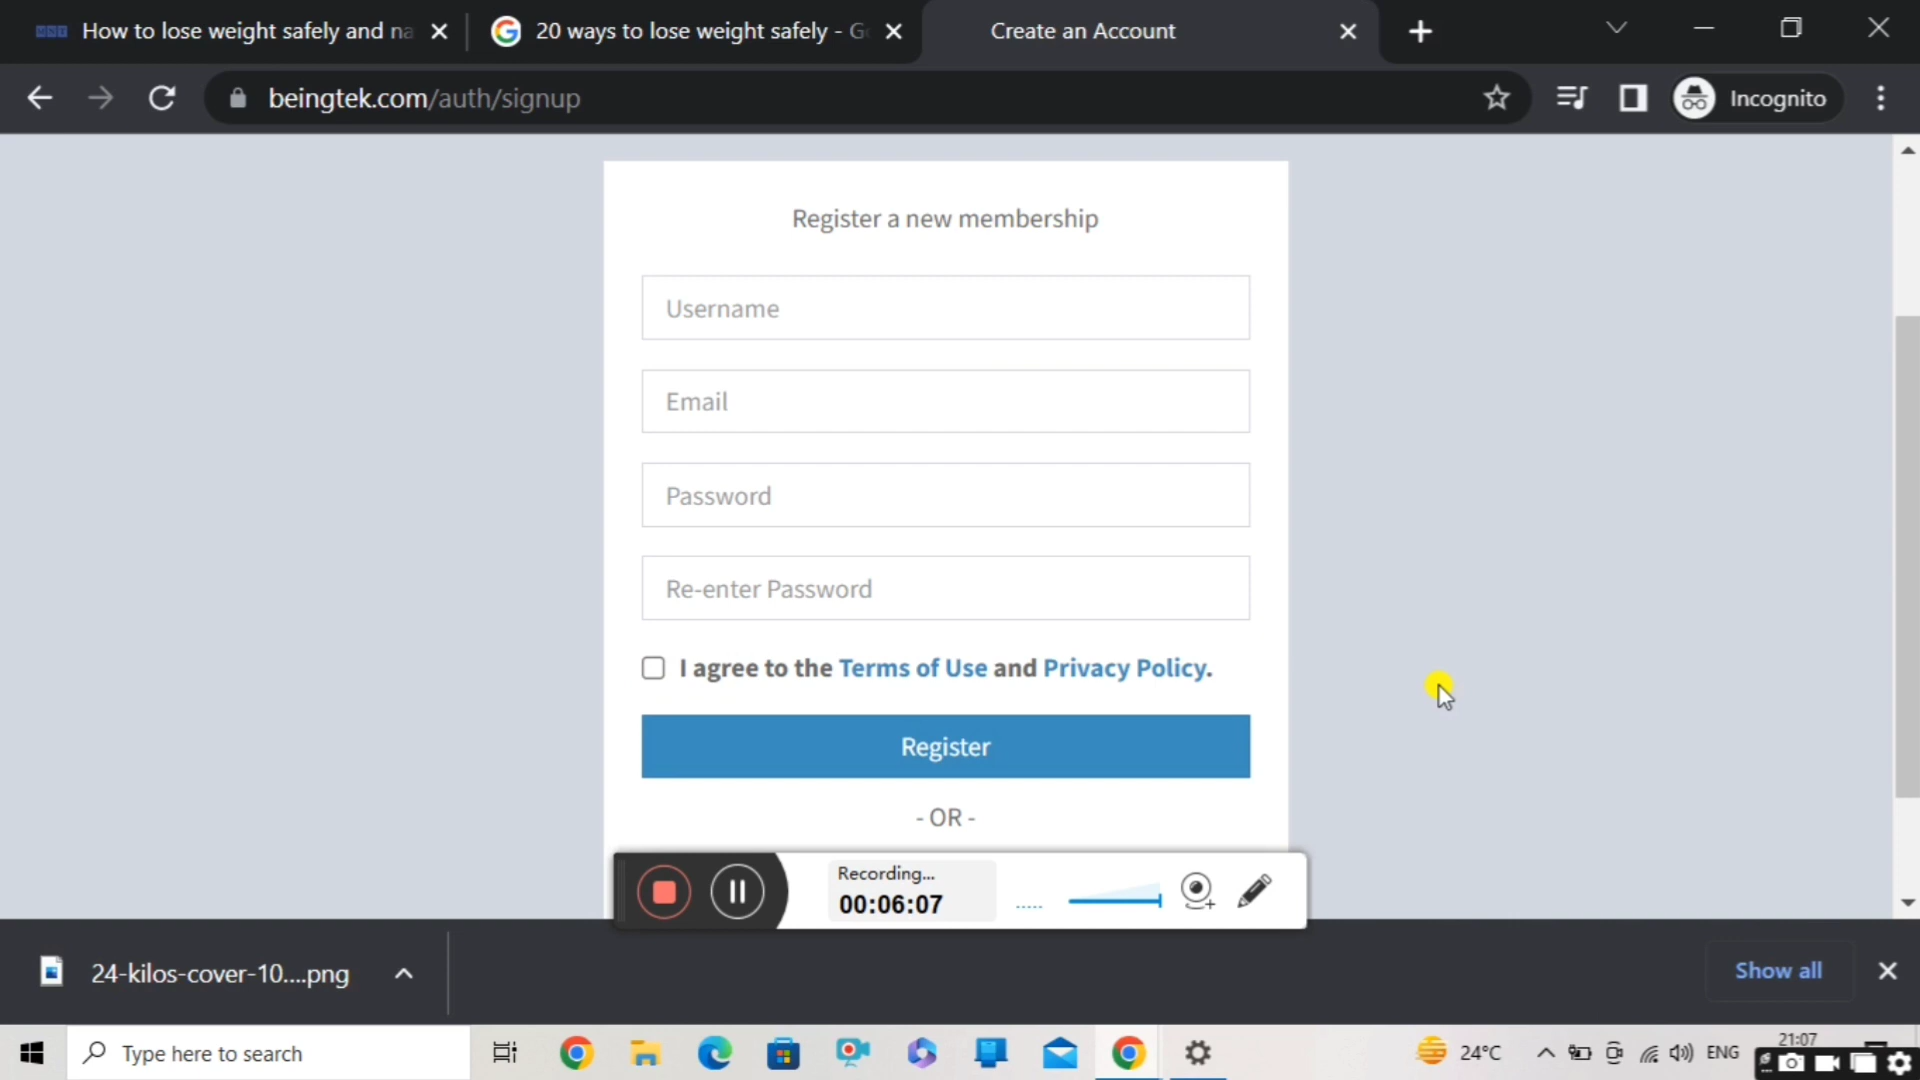 How to lose weight safely and na
20 ways to lose weight safely - G
Create an Account
beingtek.com/auth/signup
Incognito
Register a new membership
Username
Email
Password
Re-enter Password
I agree to the Terms of Use and Privacy Policy.
Register
- OR -
Recording...
00:06:07
24-kilos-cover-10....png
Show all
Type here to search
24°C
ENG
21:07